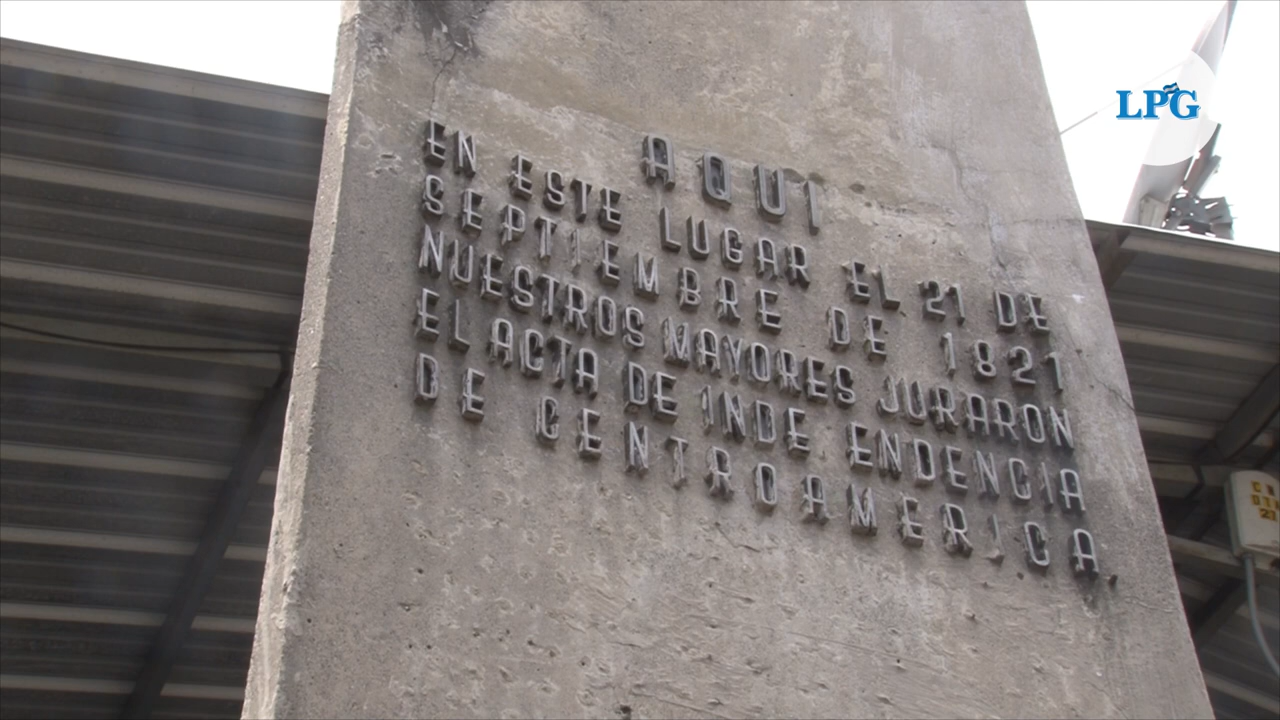 AQUI
EN ESTE LUGAR EL 21 DE
SEPTIEMBRE DE 1821
NUESTROS MAYORES JURARON
EL ACTA DE INDE ENDENCIA
DE CENTROAMERICA.
LPG